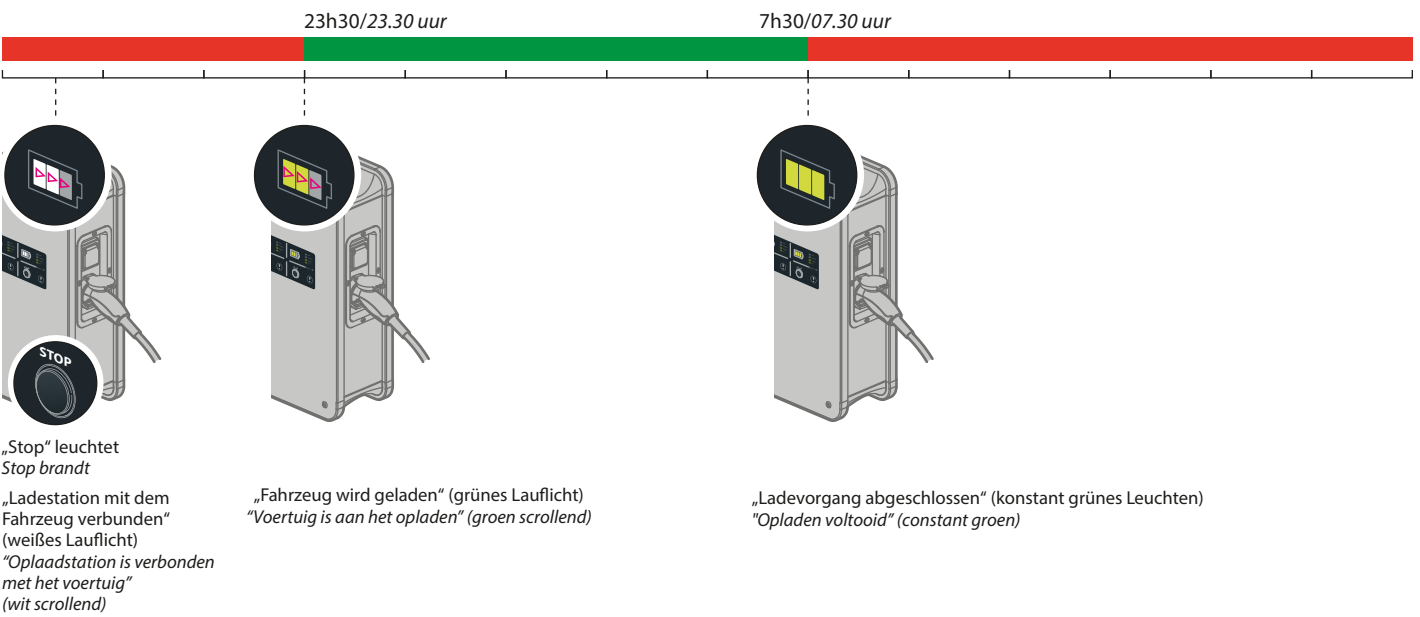 23h30/23.30 uur
7h30/07.30 uur
STOP
„Stop“ leuchtet
Stop brandt
„Ladestation mit dem
Fahrzeug verbunden“
(weißes Lauflicht)
“Oplaadstation is verbonden
met het voertuig”
(wit scrollend)
„Fahrzeug wird geladen“ (grünes Lauflicht)
“Voertuig is aan het opladen” (groen scrollend)
„Ladevorgang abgeschlossen“ (konstant grünes Leuchten)
"Opladen voltooid” (constant groen)